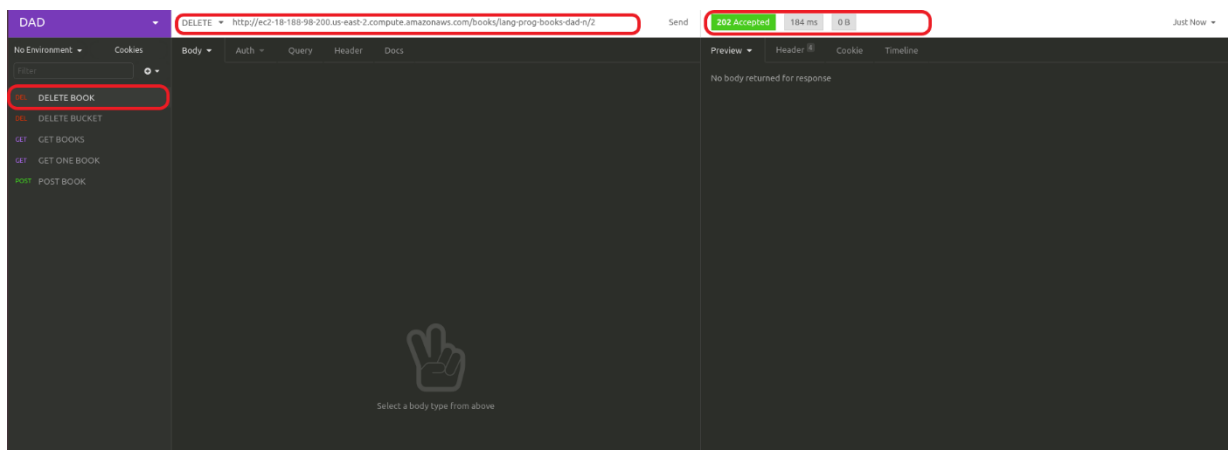 DAD
DELETE http://ec2-18-188-98-200.us-east-2.compute.amazonaws.com/books/lang-prog-books-dad-n/2 Send
202 Accepted 184 ms 0 B Just Now
No Environment Cookies
Body Auth Query Header Docs
Preview Header 4 Cookie Timeline
Filter
No body returned for response
DEL DELETE BOOK
DEL DELETE BUCKET
GET GET BOOKS
GET GET ONE BOOK
POST POST BOOK
Select a body type from above